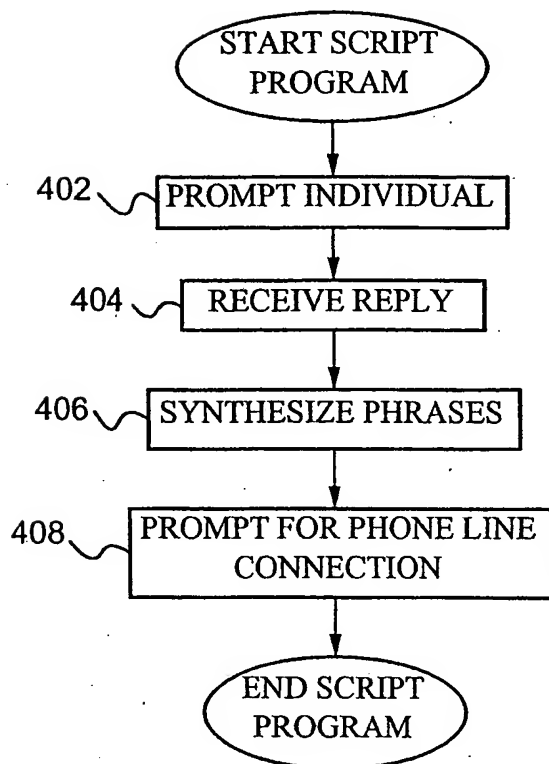 START SCRIPT
PROGRAM
402
PROMPT INDIVIDUAL
404
RECEIVE REPLY
406
SYNTHESIZE PHRASES
408
PROMPT FOR PHONE LINE
CONNECTION
END SCRIPT
PROGRAM